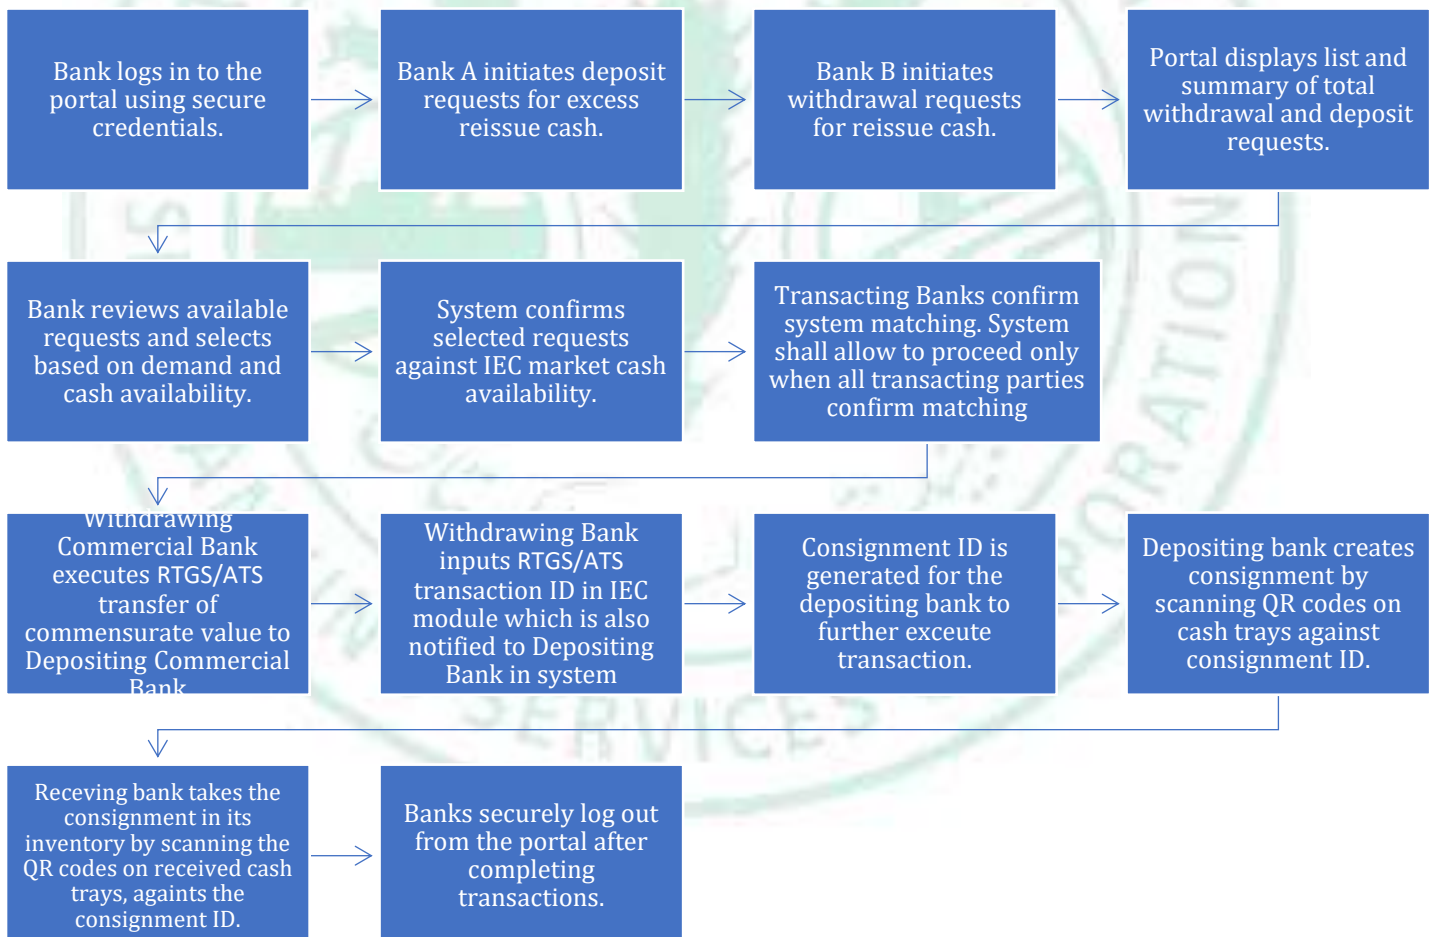 Bank logs in to the
portal using secure
credentials.
Bank A initiates deposit
requests for excess
reissue cash.
Bank B initiates
withdrawal requests
for reissue cash.
Portal displays list and
summary of total
withdrawal and deposit
requests.
Bank reviews available
requests and selects
based on demand and
cash availability.
System confirms
selected requests
against IEC market cash
availability.
Transacting Banks confirm
system matching. System
shall allow to proceed only
when all transacting parties
confirm matching
Withdrawing
Commercial Bank
executes RTGS/ATS
transfer of
commensurate value to
Depositing Commercial
Bank
Withdrawing Bank
inputs RTGS/ATS
transaction ID in IEC
module which is also
notified to Depositing
Bank in system
Consignment ID is
generated for the
depositing bank to
further exceute
transaction.
Depositing bank creates
consignment by
scanning QR codes on
cash trays against
consignment ID.
Receving bank takes the
consignment in its
inventory by scanning the
QR codes on received cash
trays, againts the
consignment ID.
Banks securely log out
from the portal after
completing
transactions.
SERVICES